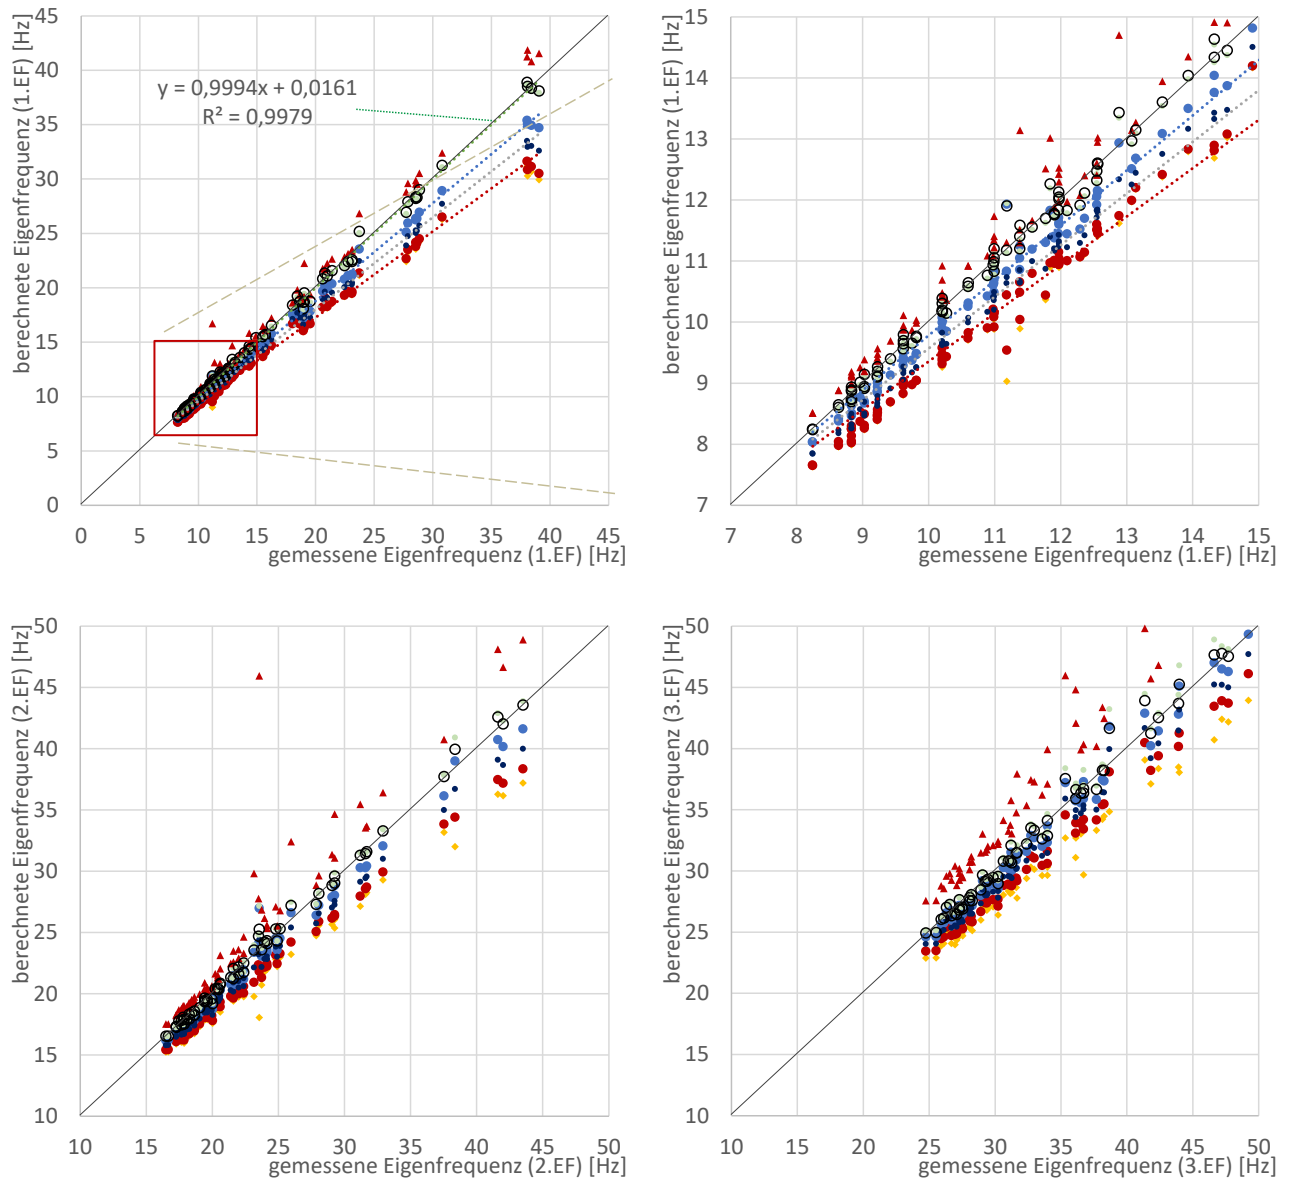 berechnete Eigenfrequenz (1.EF) [Hz]
45
40
35
30
25
20
15
10
5
0
y = 0,9994x + 0,0161
R² = 0,9979
0 5 10 15 20 25 30 35 40 45
gemessene Eigenfrequenz (1.EF) [Hz]
berechnete Eigenfrequenz (1.EF) [Hz]
15
14
13
12
11
10
9
8
7
7 8 9 10 11 12 13 14 15
gemessene Eigenfrequenz (1.EF) [Hz]
berechnete Eigenfrequenz (2.EF) [Hz]
50
45
40
35
30
25
20
15
10
10 15 20 25 30 35 40 45 50
gemessene Eigenfrequenz (2.EF) [Hz]
berechnete Eigenfrequenz (3.EF) [Hz]
50
45
40
35
30
25
20
15
10
10 15 20 25 30 35 40 45 50
gemessene Eigenfrequenz (3.EF) [Hz]